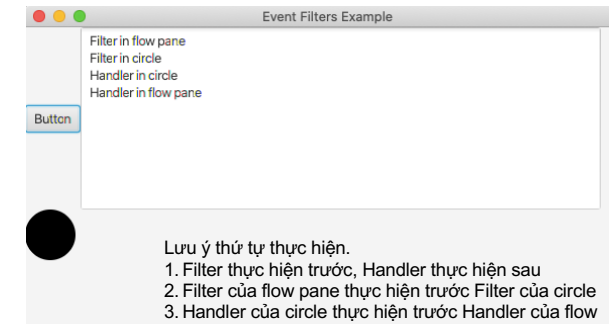 Event Filters Example
Filter in flow pane
Filter in circle
Handler in circle
Handler in flow pane
Button
Lưu ý thứ tự thực hiện.
1. Filter thực hiện trước, Handler thực hiện sau
2. Filter của flow pane thực hiện trước Filter của circle
3. Handler của circle thực hiện trước Handler của flow